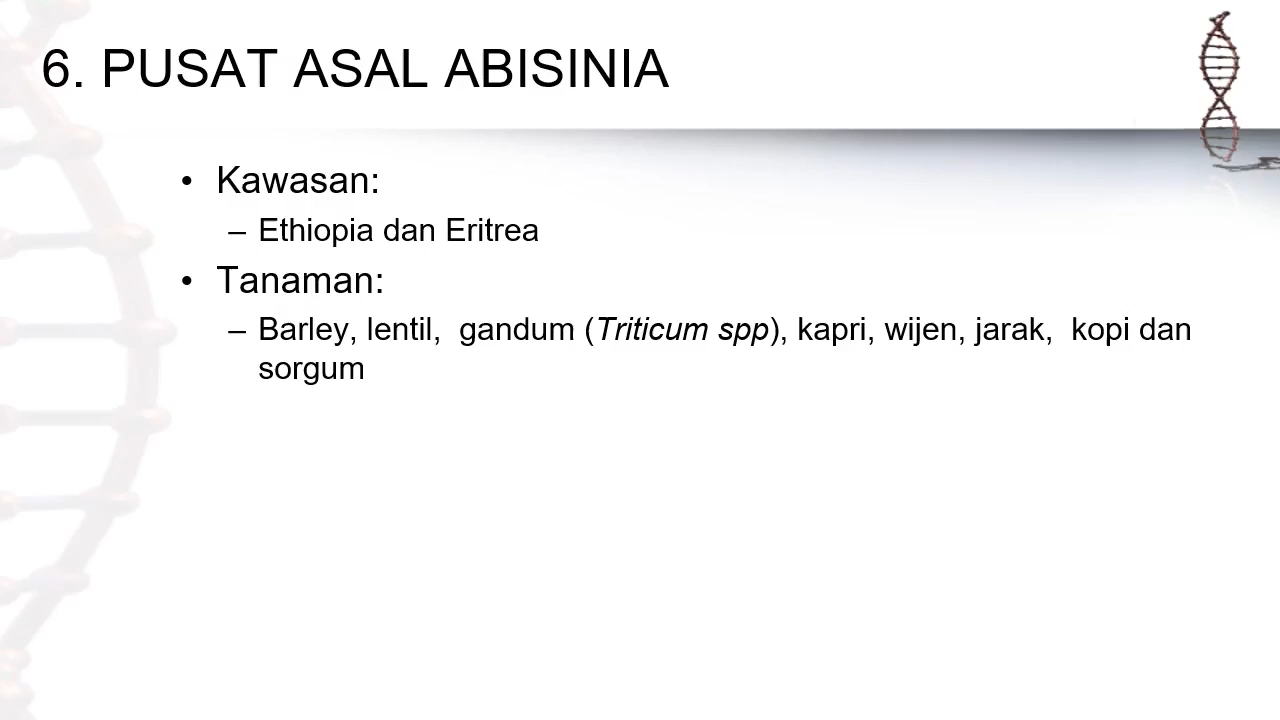 6. PUSAT ASAL ABISINIA
• Kawasan:
– Ethiopia dan Eritrea
• Tanaman:
– Barley, lentil,  gandum (Triticum spp), kapri, wijen, jarak,  kopi dan
sorgum